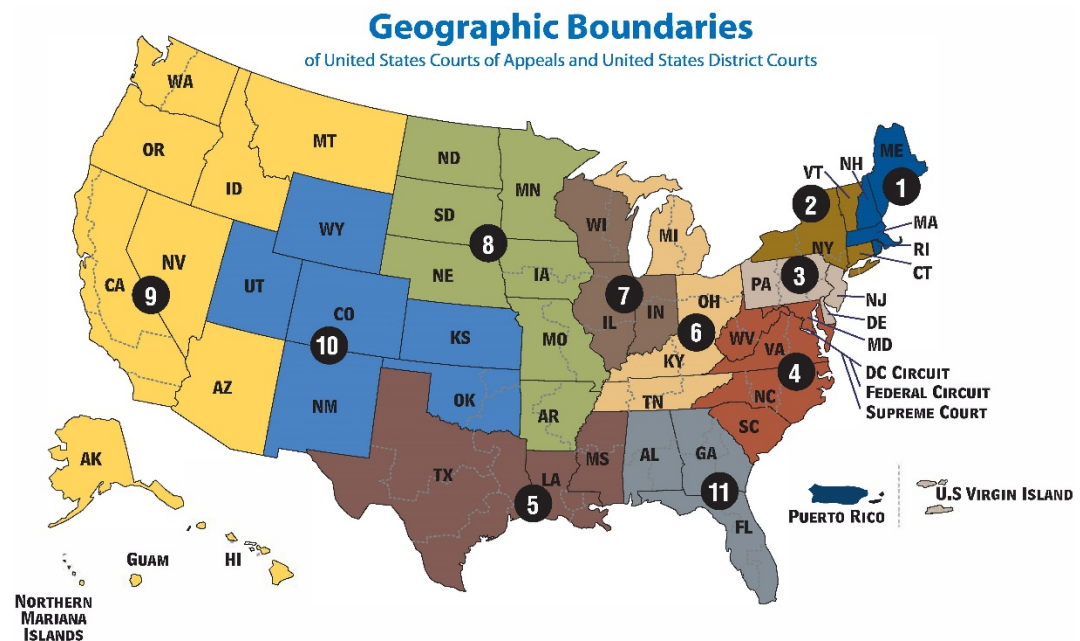 Geographic Boundaries
of United States Courts of Appeals and United States District Courts
WA
OR
ID
MT
ND
MN
SD
WY
NV
CA
UT
CO
NE
IA
WI
MI
ME
VT
NH
NY
MA
RI
CT
PA
NJ
DE
MD
DC CIRCUIT
FEDERAL CIRCUIT
SUPREME COURT
OH
IN
IL
WV
VA
KY
MO
KS
AZ
NM
OK
AR
TN
NC
SC
TX
LA
MS
AL
GA
FL
AK
HI
GUAM
NORTHERN
MARIANA
ISLANDS
PUERTO RICO
U.S VIRGIN ISLAND
1
2
3
4
5
6
7
8
9
10
11